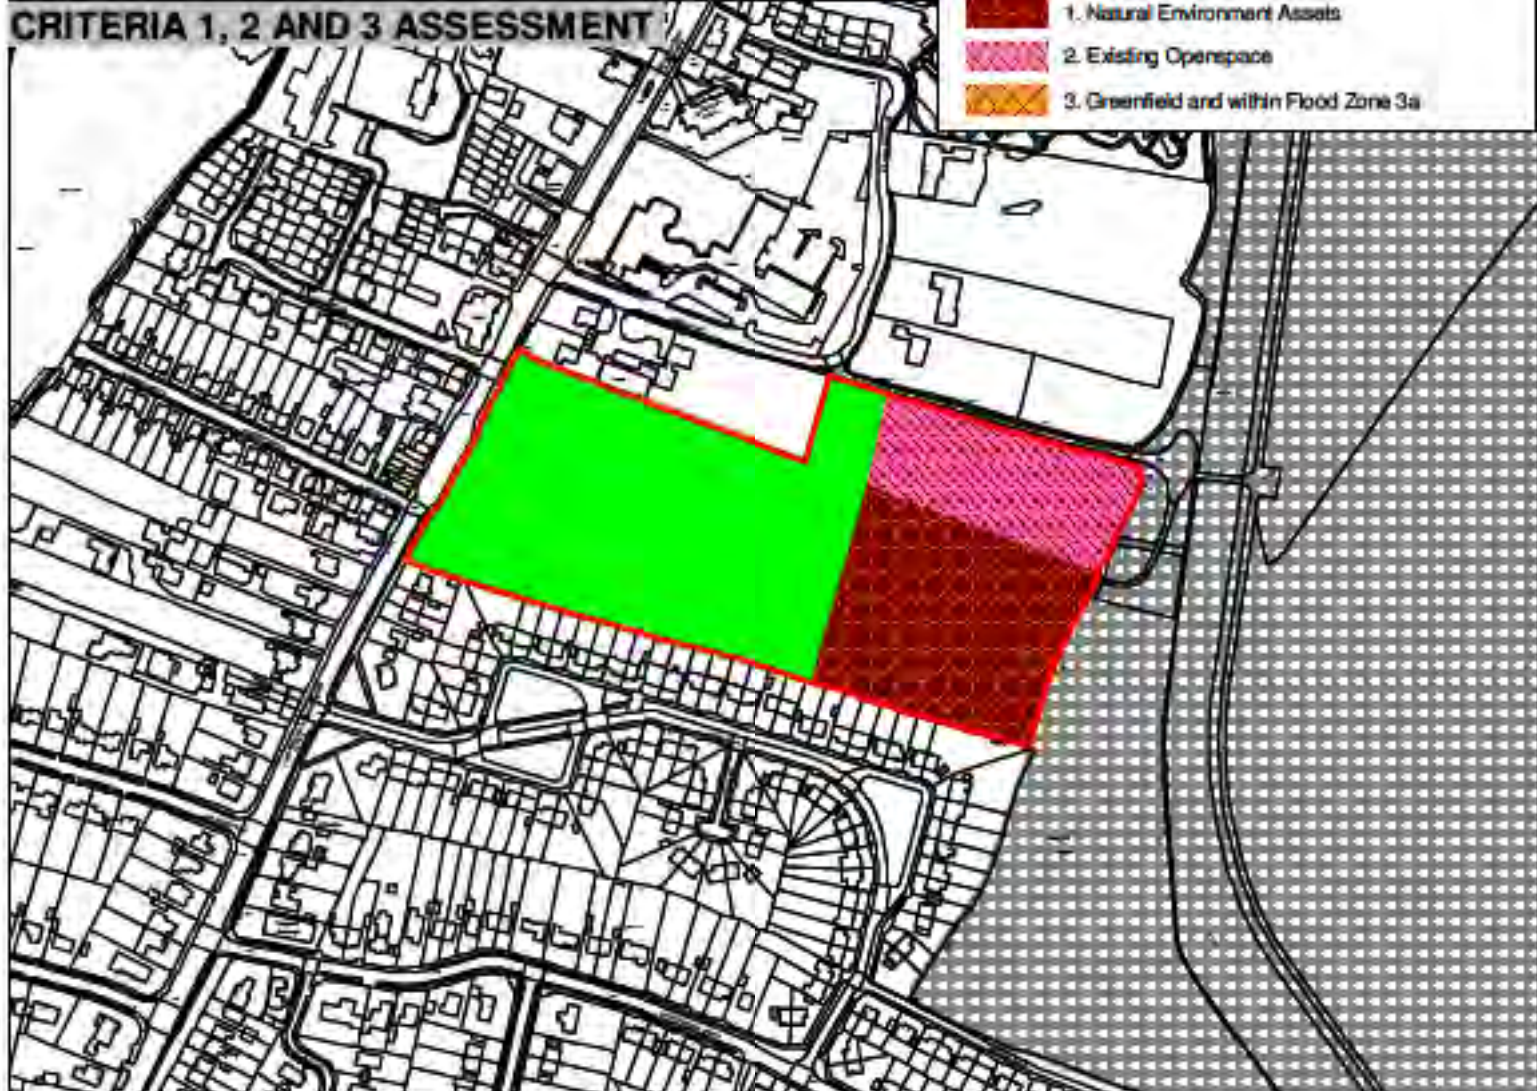 CRITERIA 1, 2 AND 3 ASSESSMENT
1. Natural Environment Assets
2. Existing Openspace
3. Greenfield and within Flood Zone 3a